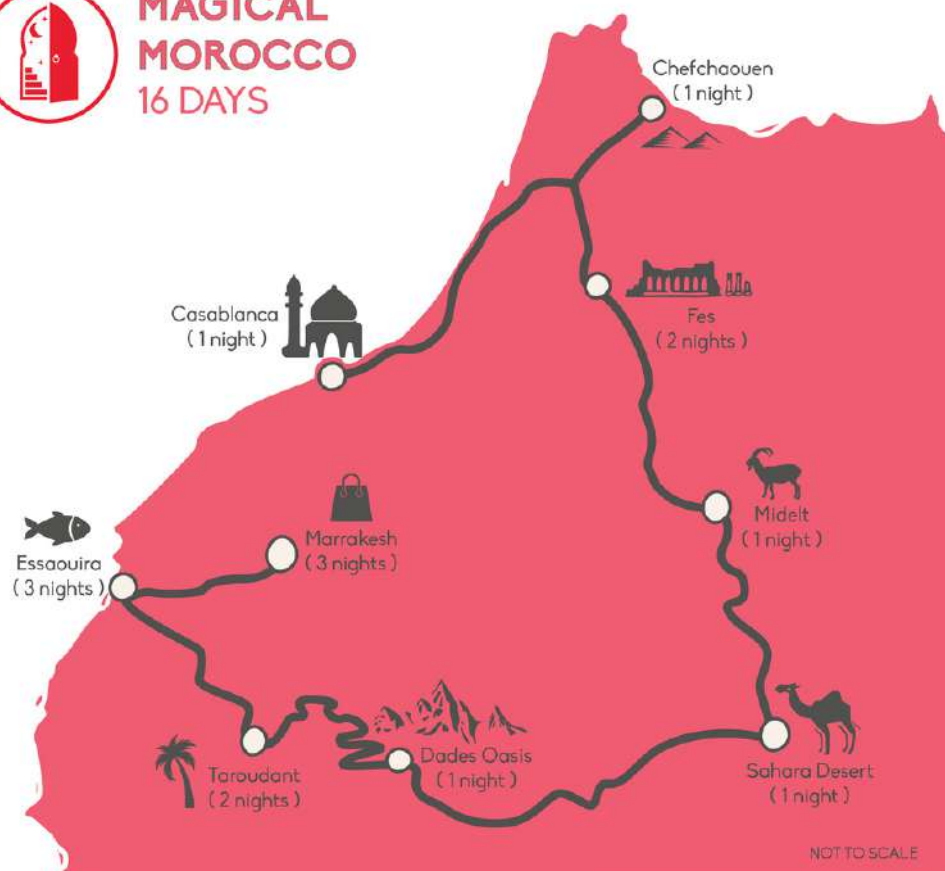 MAGICAL
MOROCCO
16 DAYS
Chefchaouen
( 1 night )
Casablanca
( 1 night )
Fes
( 2 nights )
Marrakesh
( 3 nights )
Midelt
( 1 night )
Essaouira
( 3 nights )
Dades Oasis
( 1 night )
Taroudant
( 2 nights )
Sahara Desert
( 1 night )
NOT TO SCALE